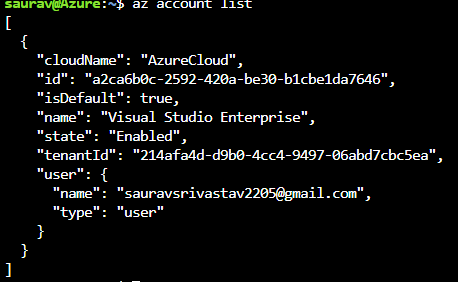 saurav@Azure:~$ az account list
[
  {
    "cloudName": "AzureCloud",
    "id": "a2ca6b0c-2592-420a-be30-b1cbe1da7646",
    "isDefault": true,
    "name": "Visual Studio Enterprise",
    "state": "Enabled",
    "tenantId": "214afa4d-d9b0-4cc4-9497-06abd7cbc5ea",
    "user": {
      "name": "sauravsrivastav2205@gmail.com",
      "type": "user"
    }
  }
]